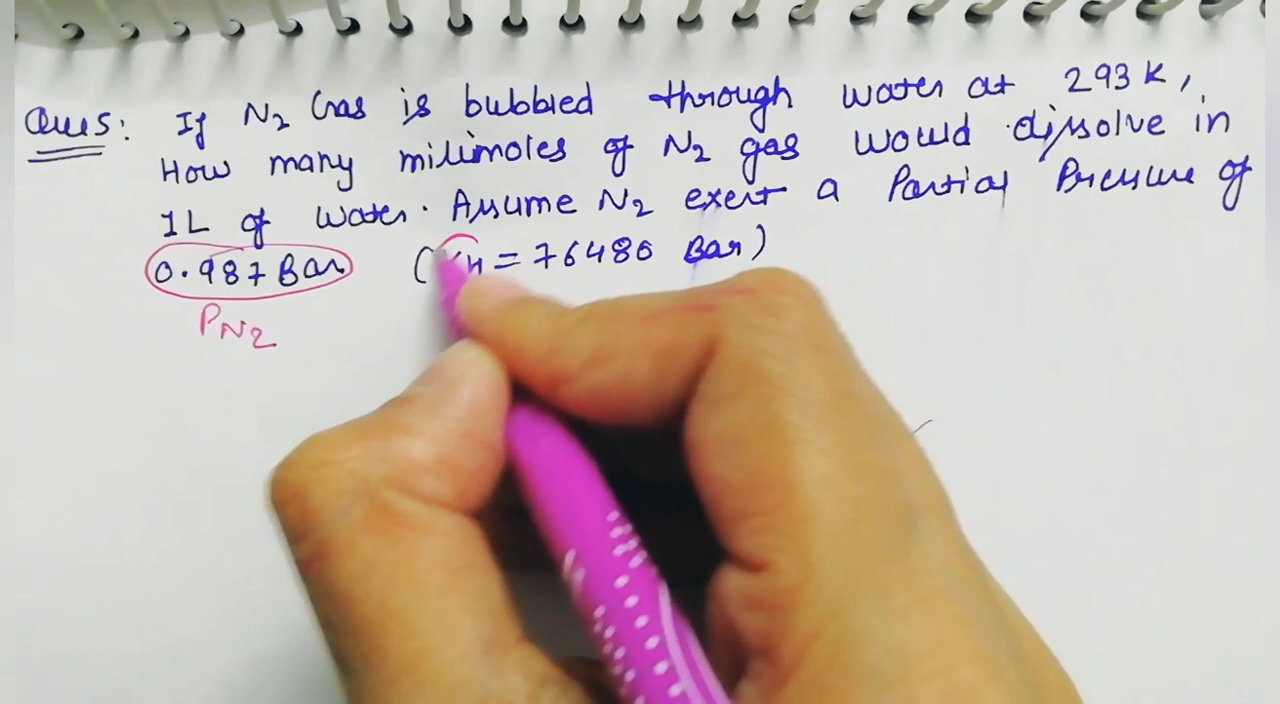 Ques: If N2 Gas is bubbled through water at 293K,
How many milimoles of N2 gas would dissolve in
1L of water. Assume N2 exert a Partial Pressure of
0.987 Bar (KH = 76480 Bar)
PN2